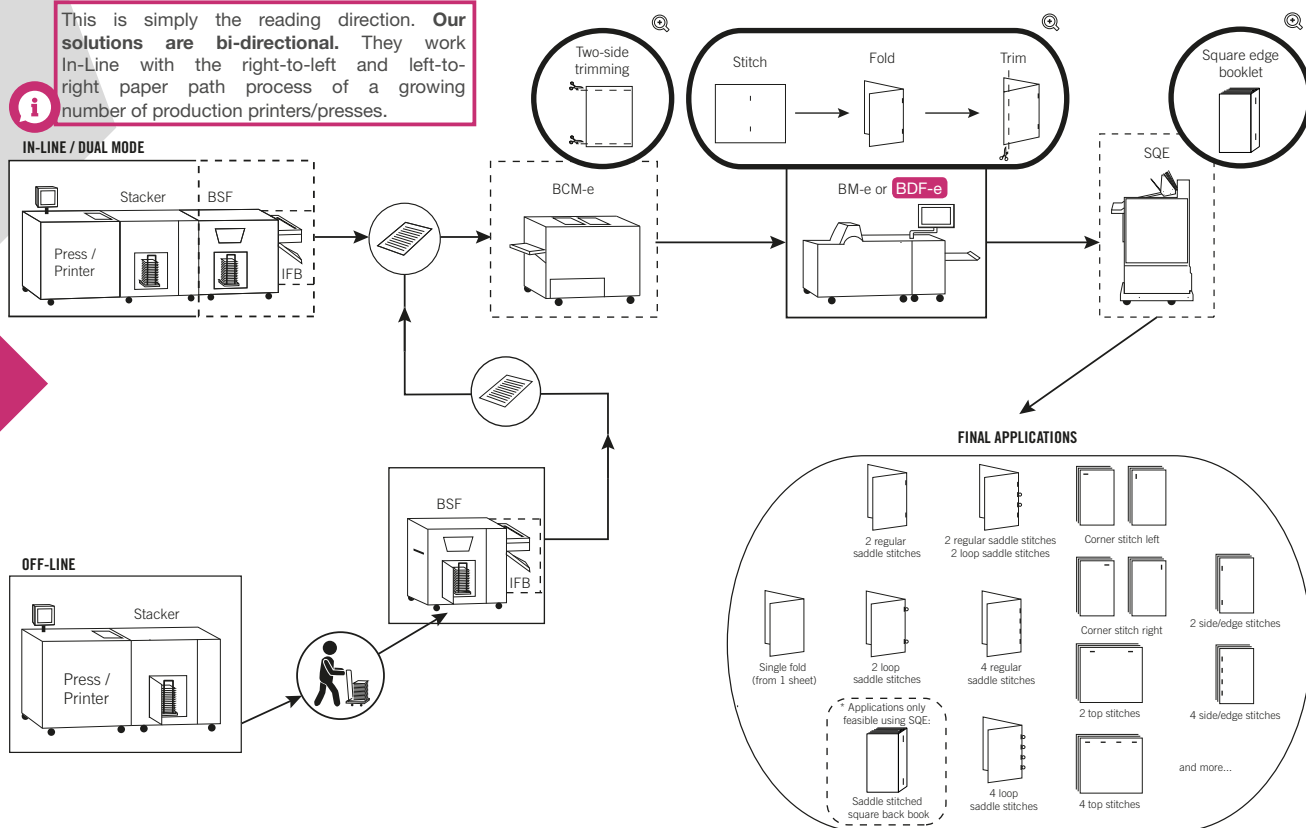 This is simply the reading direction. Our
solutions are bi-directional. They work
In-Line with the right-to-left and left-to-
right paper path process of a growing
number of production printers/presses.
i
Two-side
trimming
Stitch
Fold
Trim
Square edge
booklet
IN-LINE / DUAL MODE
Stacker
BSF
Press /
Printer
IFB
BCM-e
BM-e or BDF-e
SQE
BSF
IFB
OFF-LINE
Stacker
Press /
Printer
FINAL APPLICATIONS
2 regular
saddle stitches
2 regular saddle stitches
2 loop saddle stitches
Corner stitch left
Single fold
(from 1 sheet)
2 loop
saddle stitches
4 regular
saddle stitches
Corner stitch right
2 side/edge stitches
2 top stitches
4 side/edge stitches
* Applications only
feasible using SQE:
Saddle stitched
square back book
4 loop
saddle stitches
4 top stitches
and more...